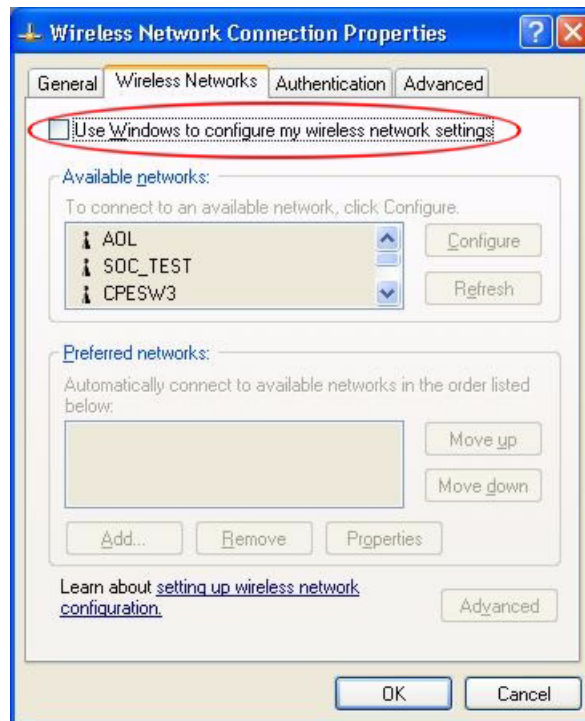 Wireless Network Connection Properties
General Wireless Networks Authentication Advanced
Use Windows to configure my wireless network settings
Available networks:
To connect to an available network, click Configure.
AOL
SOC_TEST
CPESW3
Configure
Refresh
Preferred networks:
Automatically connect to available networks in the order listed
below:
Move up
Move down
Add... Remove Properties
Learn about setting up wireless network
configuration.
Advanced
OK Cancel